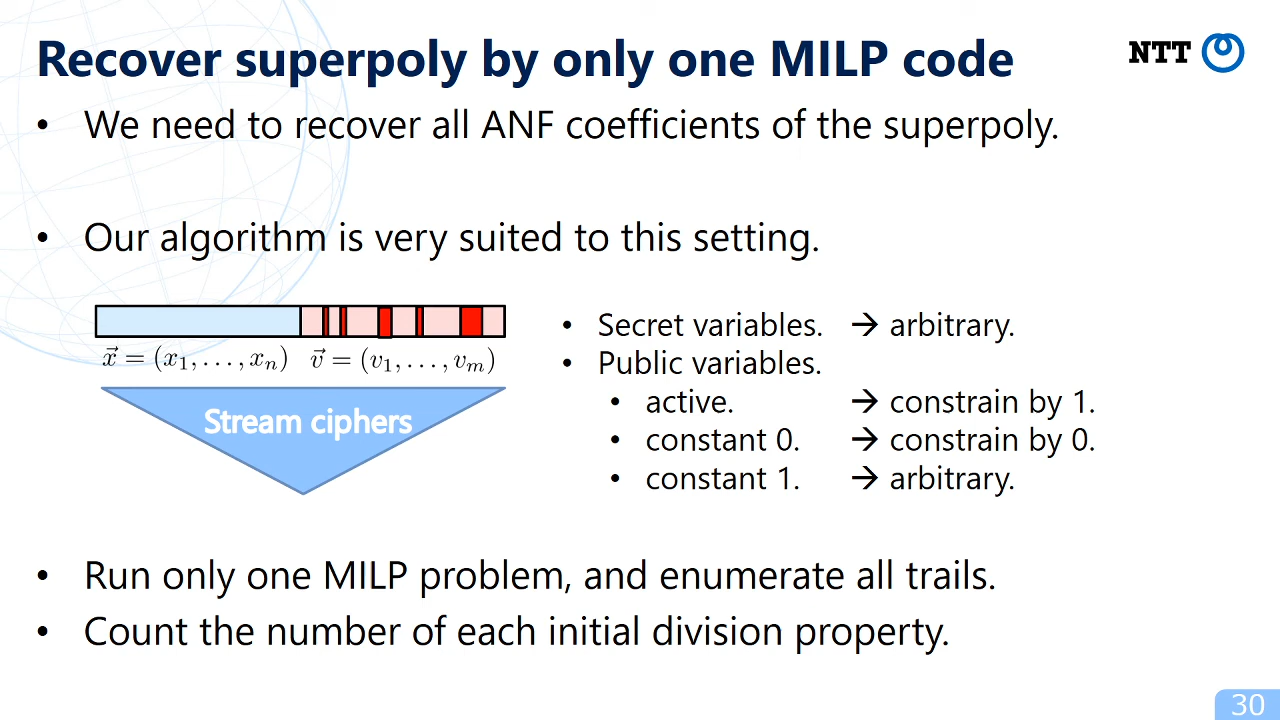 Recover superpoly by only one MILP code
NTT
• We need to recover all ANF coefficients of the superpoly.
• Our algorithm is very suited to this setting.
x⃗ = (x₁, . . . , xₙ) v⃗ = (v₁, . . . , vₘ)
Stream ciphers
• Secret variables. → arbitrary.
• Public variables.
• active. → constrain by 1.
• constant 0. → constrain by 0.
• constant 1. → arbitrary.
• Run only one MILP problem, and enumerate all trails.
• Count the number of each initial division property.
30